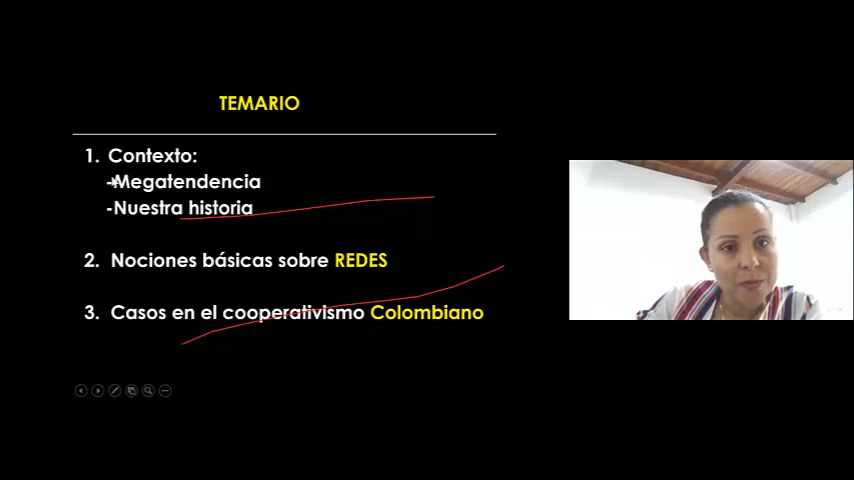 TEMARIO
1. Contexto:
-Megatendencia
-Nuestra historia
2. Nociones básicas sobre REDES
3. Casos en el cooperativismo Colombiano